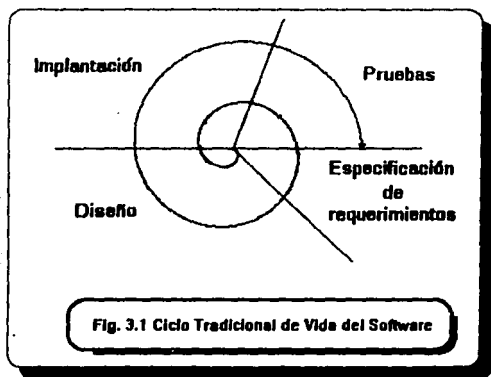 Implantación
Pruebas
Especificación
de
requerimientos
Diseño
Fig. 3.1 Ciclo Tradicional de Vida del Software